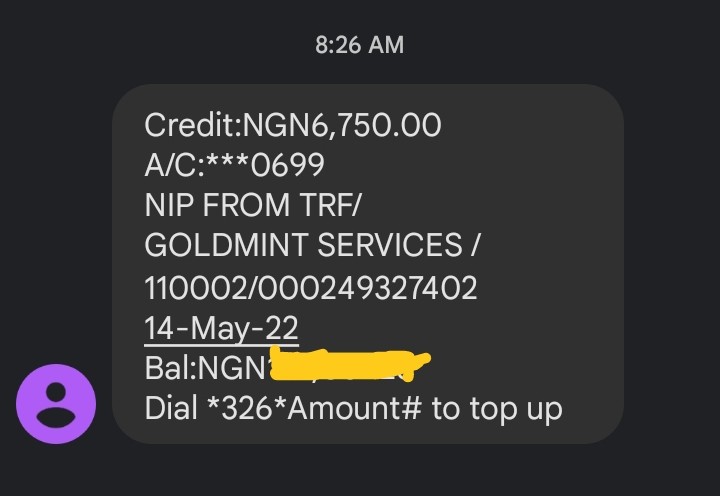 8:26 AM
Credit:NGN6,750.00
A/C:***0699
NIP FROM TRF/
GOLDMINT SERVICES /
110002/000249327402
14-May-22
Bal:NGN
Dial *326*Amount# to top up